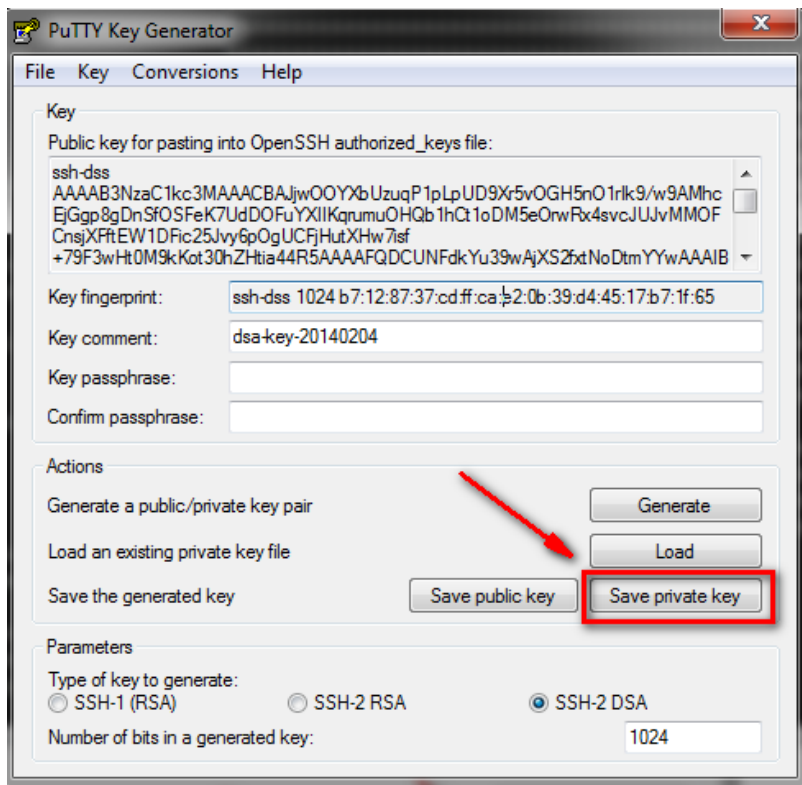 PuTTY Key Generator
File Key Conversions Help
Key
Public key for pasting into OpenSSH authorized_keys file:
ssh-dss
AAAAB3NzaC1kc3MAAACBAJjwOOYXbUzuqP1pLpUD9Xr5vOGH5nO1rIk9/w9AMhc
EjGgp8gDnSfOSFeK7UdDOFuYXIIKqrumuOHQb1hCt1oDM5eOrwRx4svcJUJvMMOF
CnsjXFftEW1DFic25Jvy6pOgUCFjHutXHw7isf
+79F3wHt0M9kKot30hZHtia44R5AAAAFQDCUNFdkYu39wAjXS2fxtNoDtmYYwAAAIB
Key fingerprint: ssh-dss 1024 b7:12:87:37:cd:ff:ca:e2:0b:39:d4:45:17:b7:1f:65
Key comment: dsa-key-20140204
Key passphrase:
Confirm passphrase:
Actions
Generate a public/private key pair Generate
Load an existing private key file Load
Save the generated key Save public key Save private key
Parameters
Type of key to generate:
SSH-1 (RSA) SSH-2 RSA SSH-2 DSA
Number of bits in a generated key: 1024